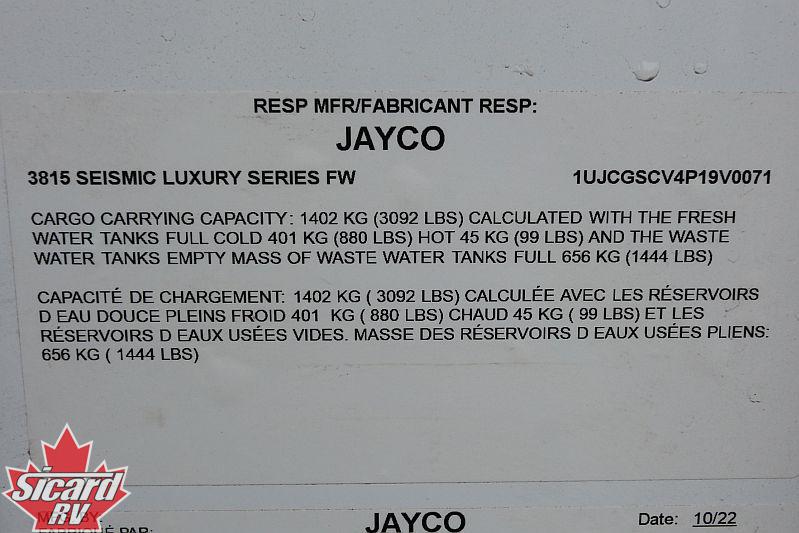 RESP MFR/FABRICANT RESP:
JAYCO
3815 SEISMIC LUXURY SERIES FW 1UJCGSCV4P19V0071
CARGO CARRYING CAPACITY: 1402 KG (3092 LBS) CALCULATED WITH THE FRESH
WATER TANKS FULL COLD 401 KG (880 LBS) HOT 45 KG (99 LBS) AND THE WASTE
WATER TANKS EMPTY MASS OF WASTE WATER TANKS FULL 656 KG (1444 LBS)
CAPACITÉ DE CHARGEMENT: 1402 KG ( 3092 LBS) CALCULÉE AVEC LES RÉSERVOIRS
D EAU DOUCE PLEINS FROID 401 KG ( 880 LBS) CHAUD 45 KG ( 99 LBS) ET LES
RÉSERVOIRS D EAUX USÉES VIDES. MASSE DES RÉSERVOIRS D EAUX USÉES PLIENS:
656 KG ( 1444 LBS)
Sicard
RV
BY:
PAR:
JAYCO
Date: 10/22